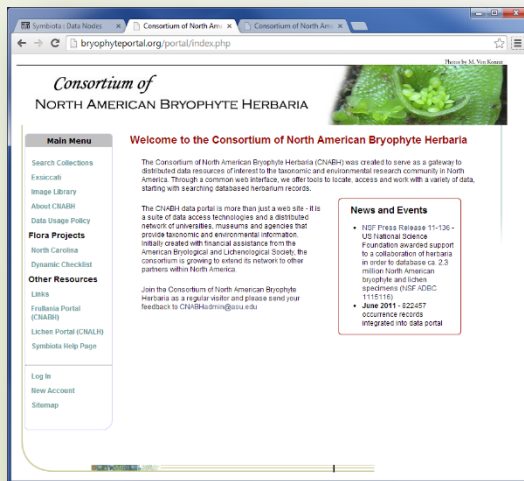 Symbiota : Data Nodes
Consortium of North Am
Consortium of North Am
bryophyteportal.org/portal/index.php
Photo by M. Von Konrat
Consortium of
NORTH AMERICAN BRYOPHYTE HERBARIA
Main Menu
Search Collections
Exsiccati
Image Library
About CNABH
Data Usage Policy
Flora Projects
North Carolina
Dynamic Checklist
Other Resources
Links
Frullania Portal
(CNABH)
Lichen Portal (CNALH)
Symbiota Help Page
Log In
New Account
Sitemap
Welcome to the Consortium of North American Bryophyte Herbaria
The Consortium of North American Bryophyte Herbaria (CNABH) was created to serve as a gateway to
distributed data resources of interest to the taxonomic and environmental research community in North
America. Through a common web interface, we offer tools to locate, access and work with a variety of data,
starting with searching databased herbarium records.
The CNABH data portal is more than just a web site - it is
a suite of data access technologies and a distributed
network of universities, museums and agencies that
provide taxonomic and environmental information.
Initially created with financial assistance from the
American Bryological and Lichenological Society, the
consortium is growing to extend its network to other
partners within North America.
Join the Consortium of North American Bryophyte
Herbaria as a regular visitor and please send your
feedback to CNABHadmin@asu.edu
News and Events
• NSF Press Release 11-136 -
US National Science
Foundation awarded support
to a collaboration of herbaria
in order to database ca. 2.3
million North American
bryophyte and lichen
specimens (NSF ADBC
1115116)
• June 2011 - 822457
occurrence records
integrated into data portal